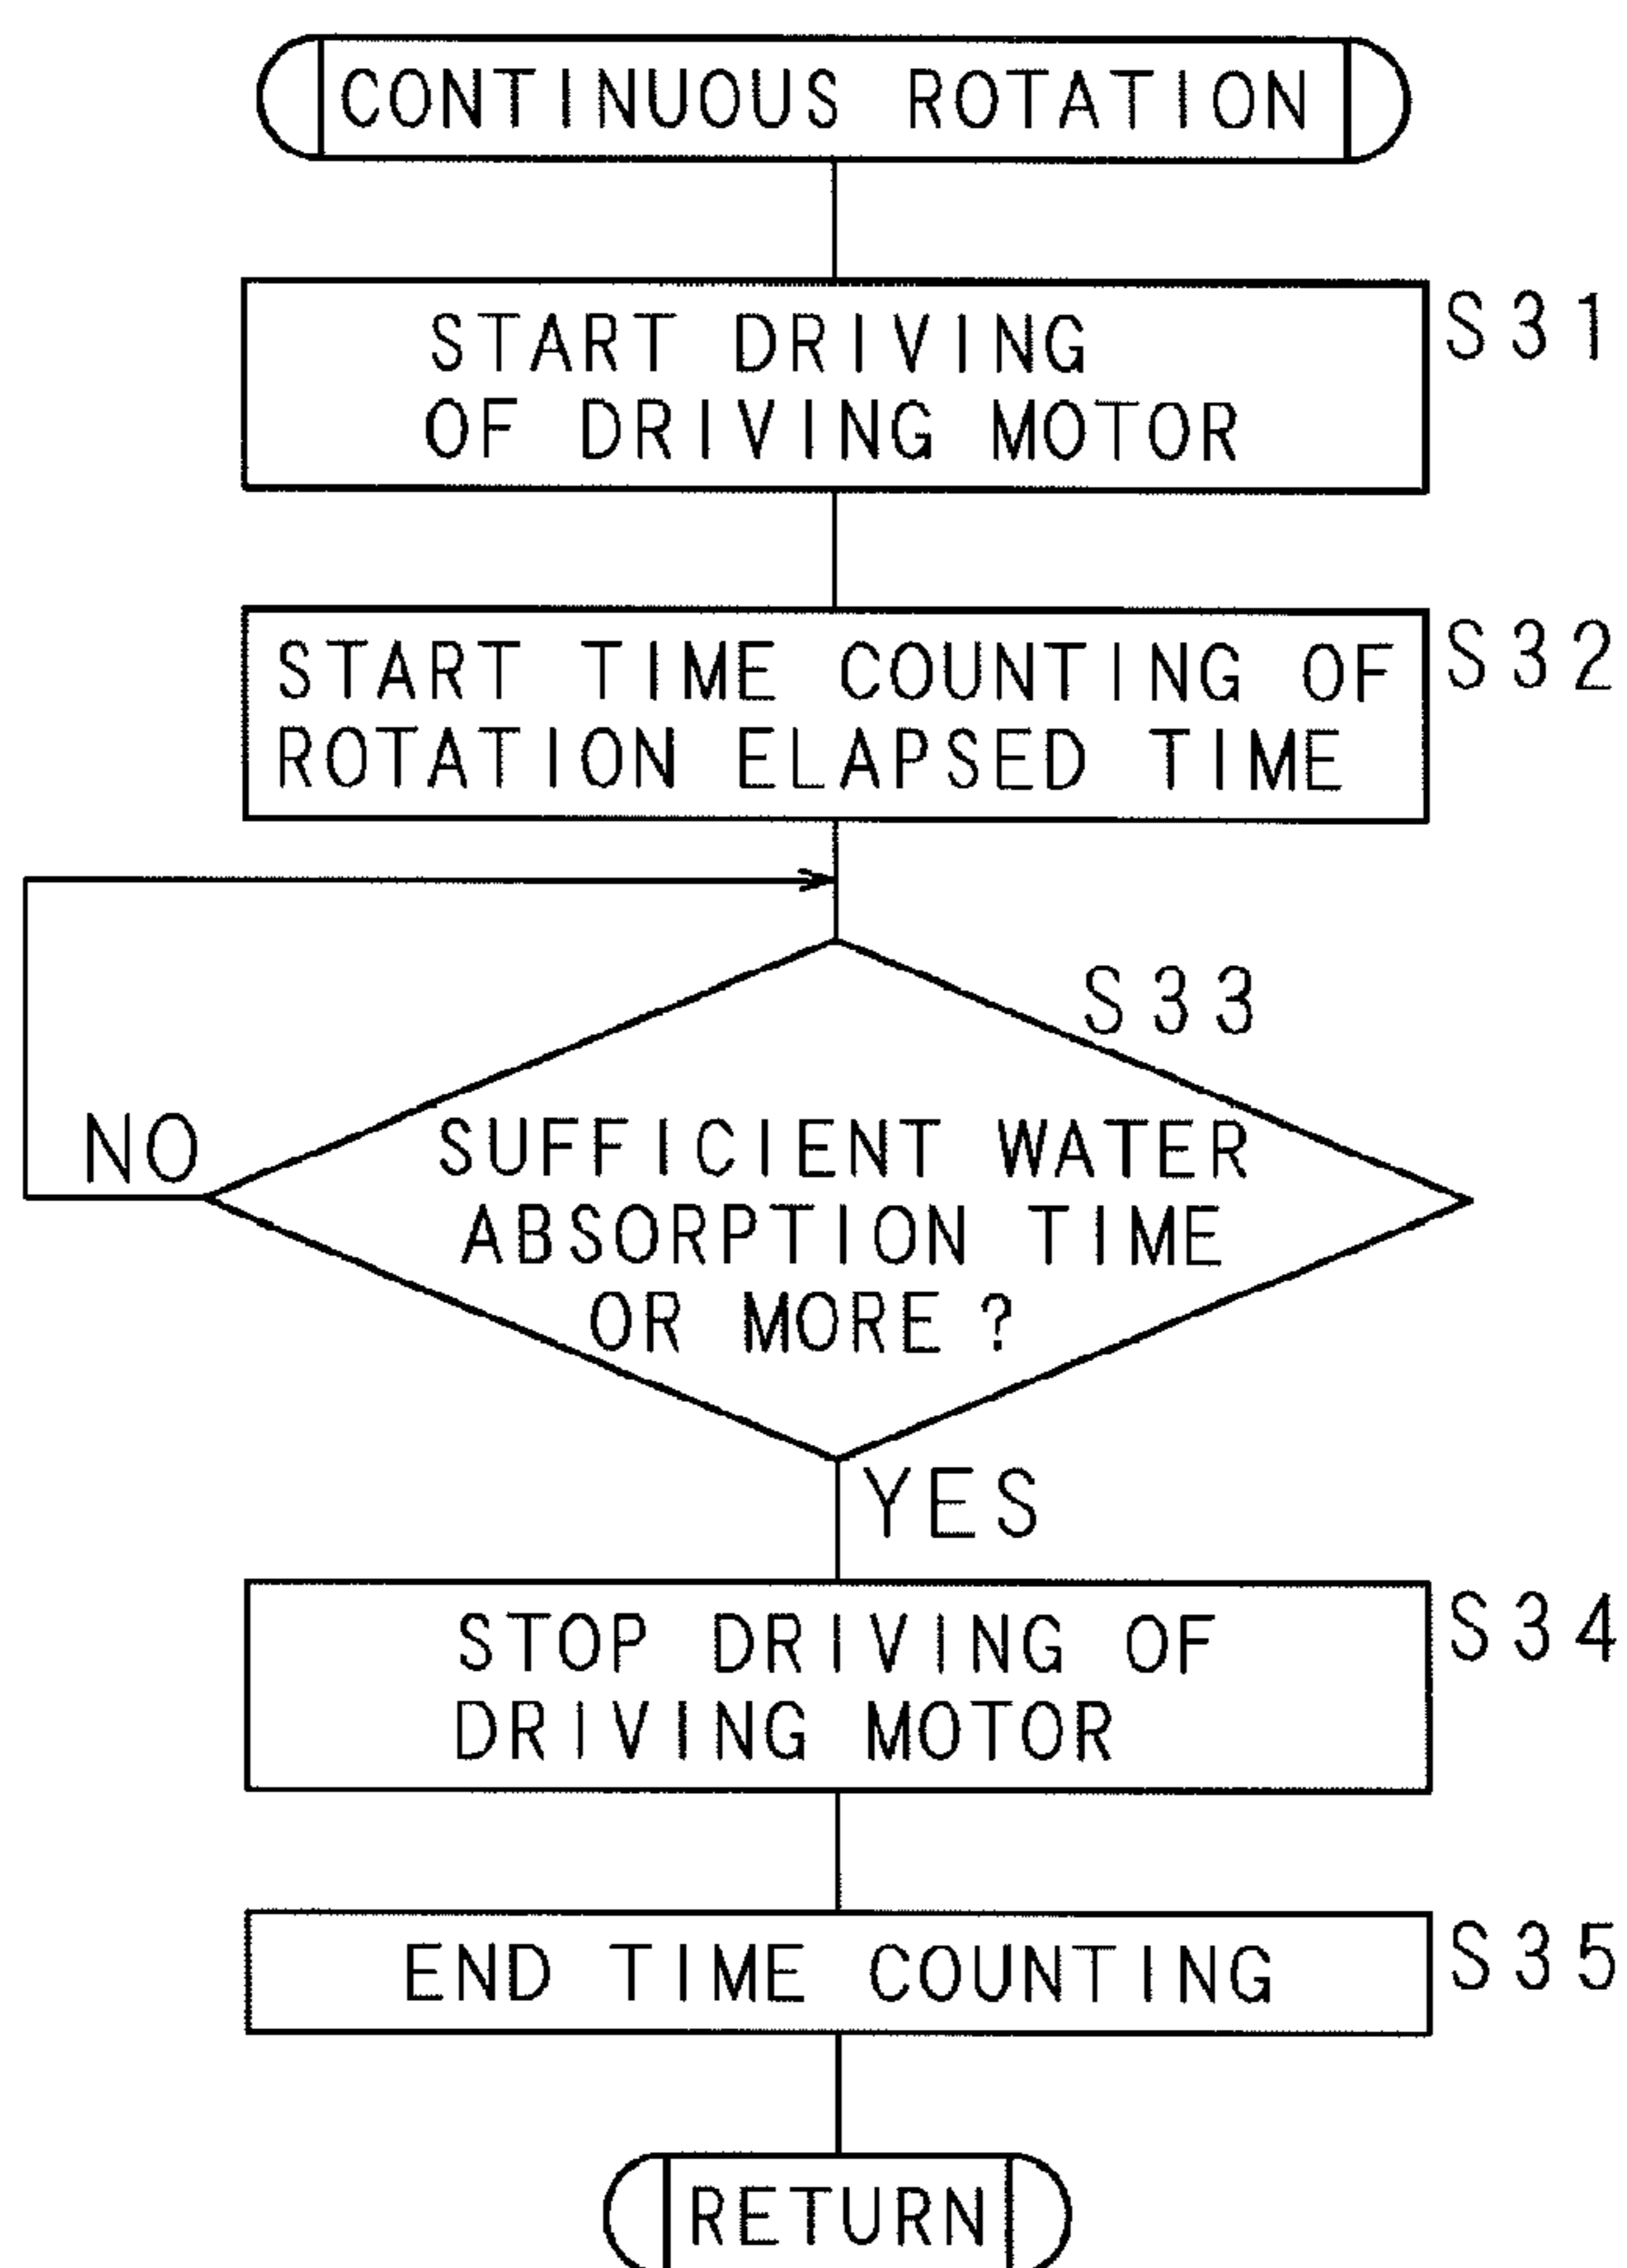 CONTINUOUS ROTATION
START DRIVING
OF DRIVING MOTOR
S31
START TIME COUNTING OF
ROTATION ELAPSED TIME
S32
S33
NO
SUFFICIENT WATER
ABSORPTION TIME
OR MORE ?
YES
STOP DRIVING OF
DRIVING MOTOR
S34
END TIME COUNTING
S35
RETURN